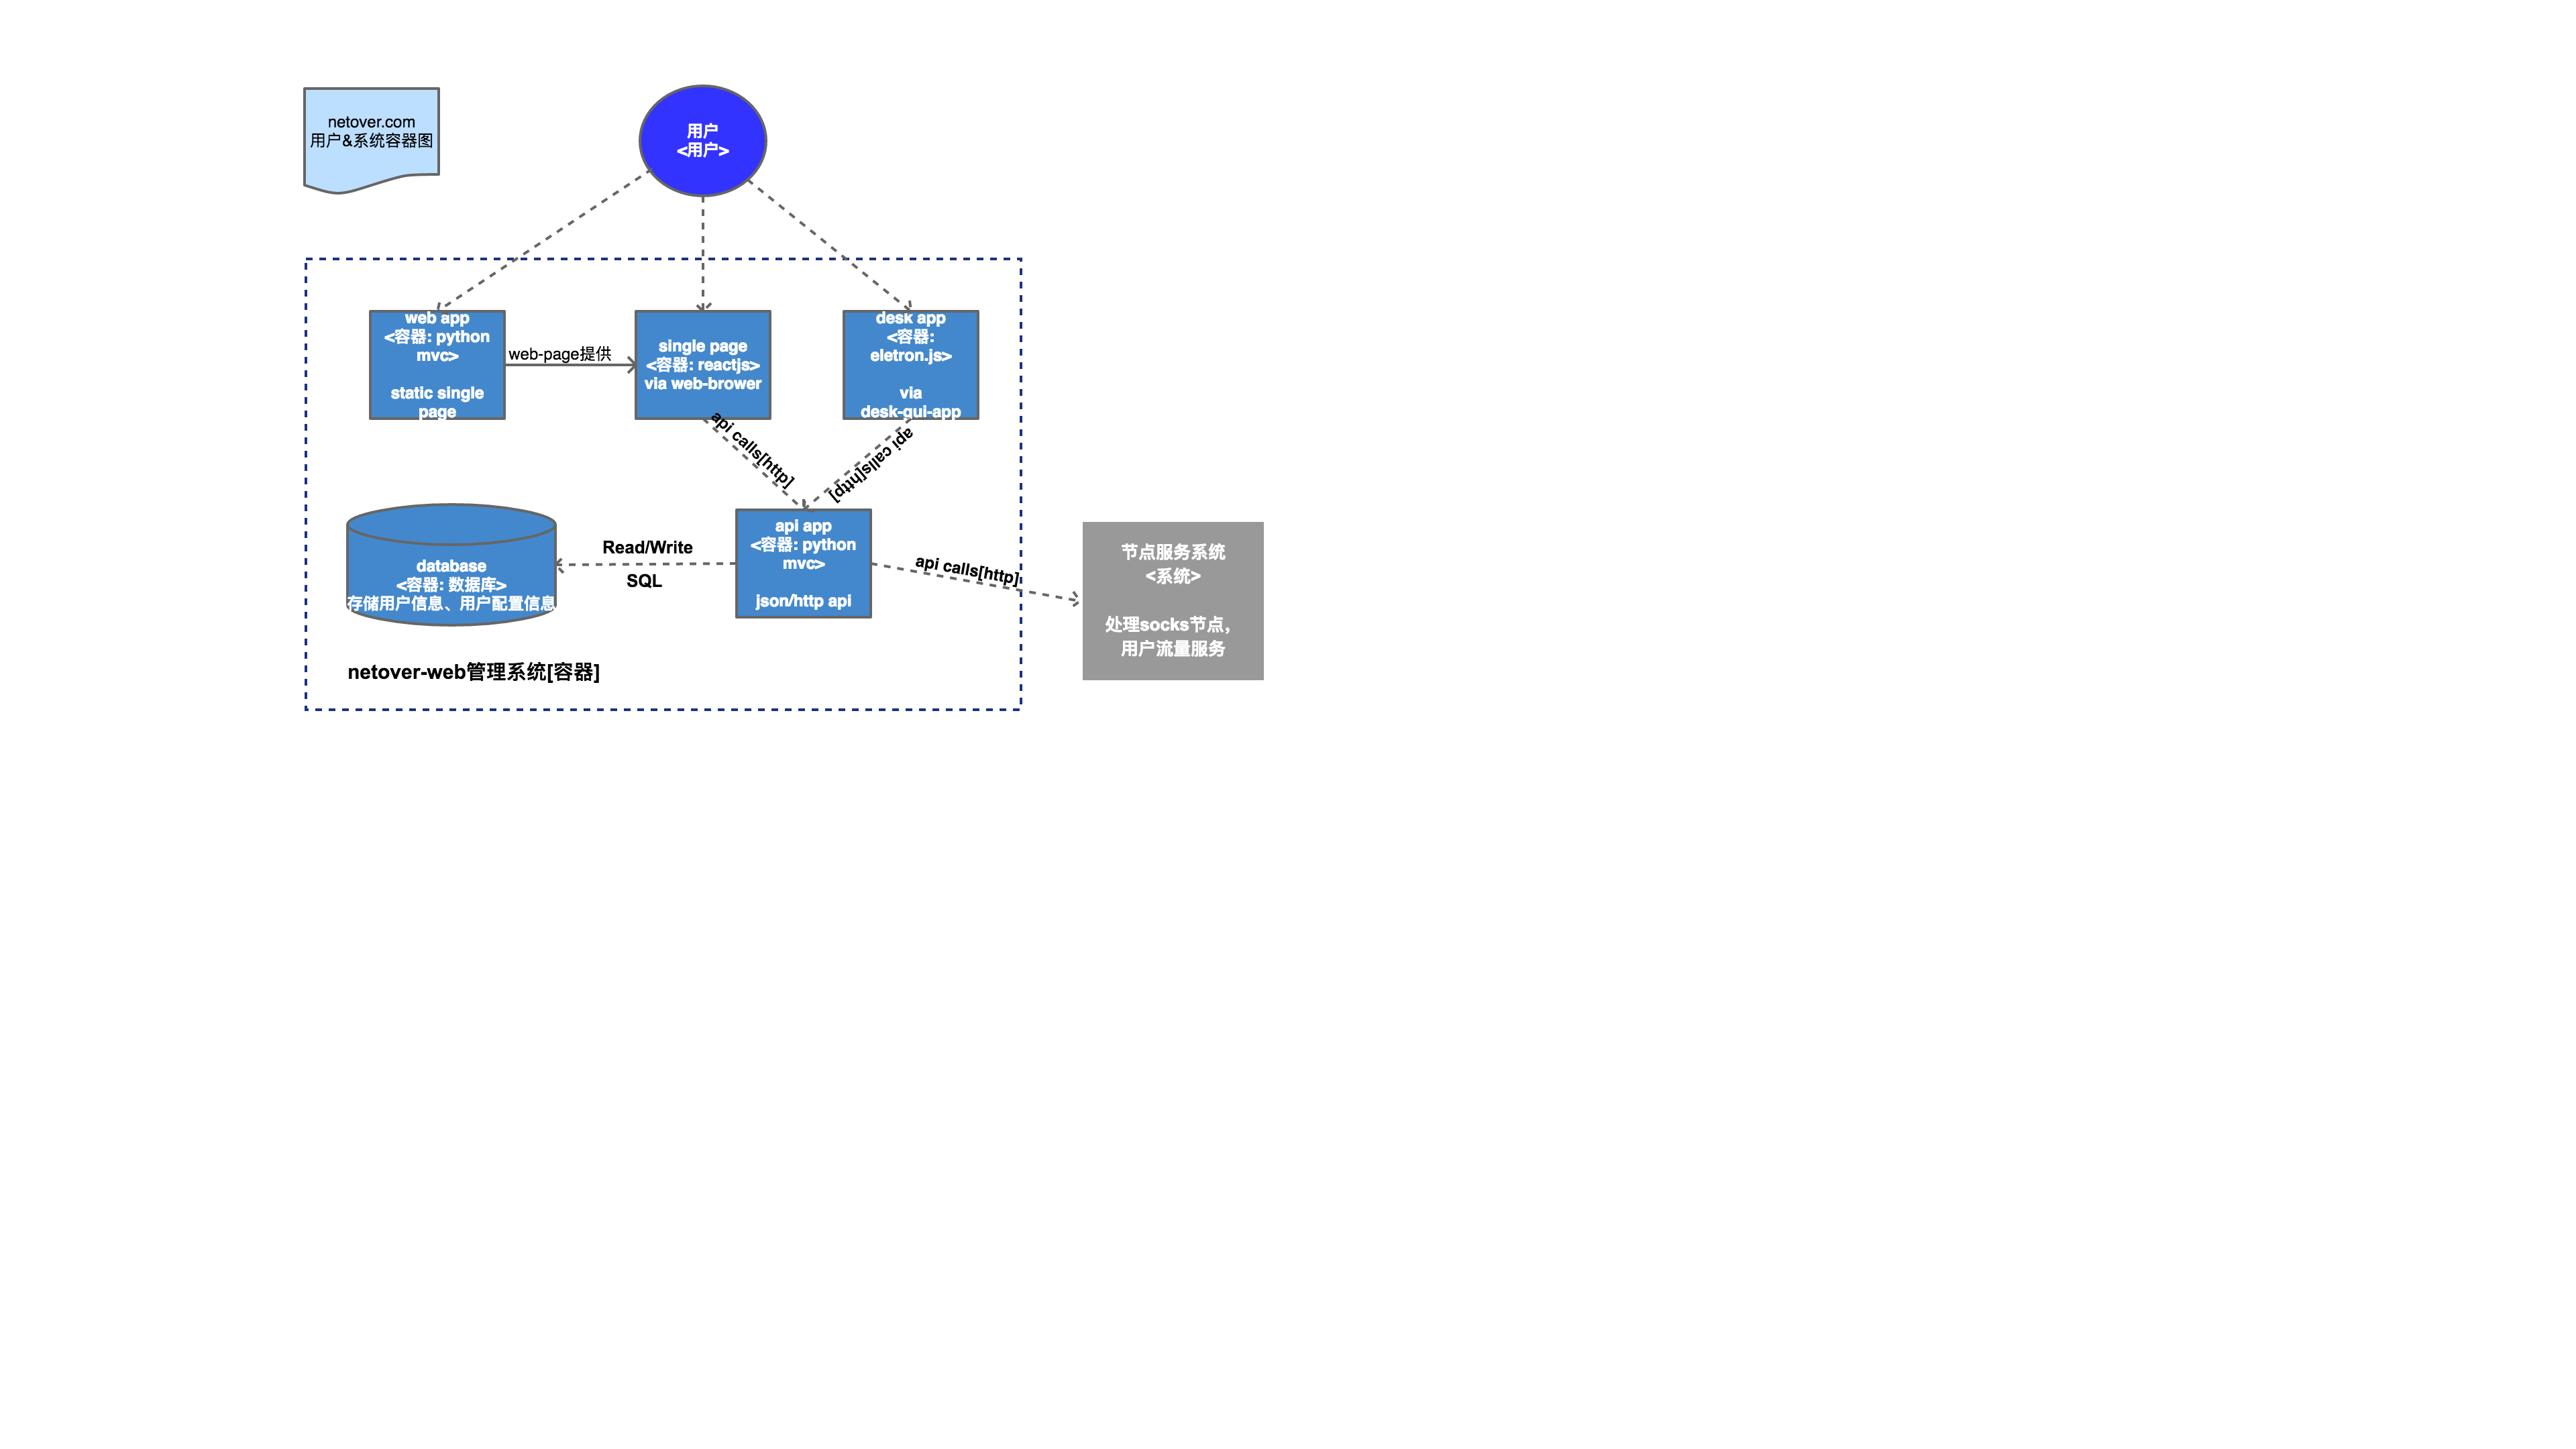 netover.com
用户&系统容器图
用户
<用户>
web app
<容器: python
mvc>
static single
page
web-page提供
single page
<容器: reactjs>
via web-brower
desk app
<容器:
eletron.js>
via
desk-gui-app
api calls[http]
api calls[http]
database
<容器: 数据库>
存储用户信息、用户配置信息
Read/Write
SQL
api app
<容器: python
mvc>
json/http api
api calls[http]
节点服务系统
<系统>
处理socks节点，
用户流量服务
netover-web管理系统[容器]